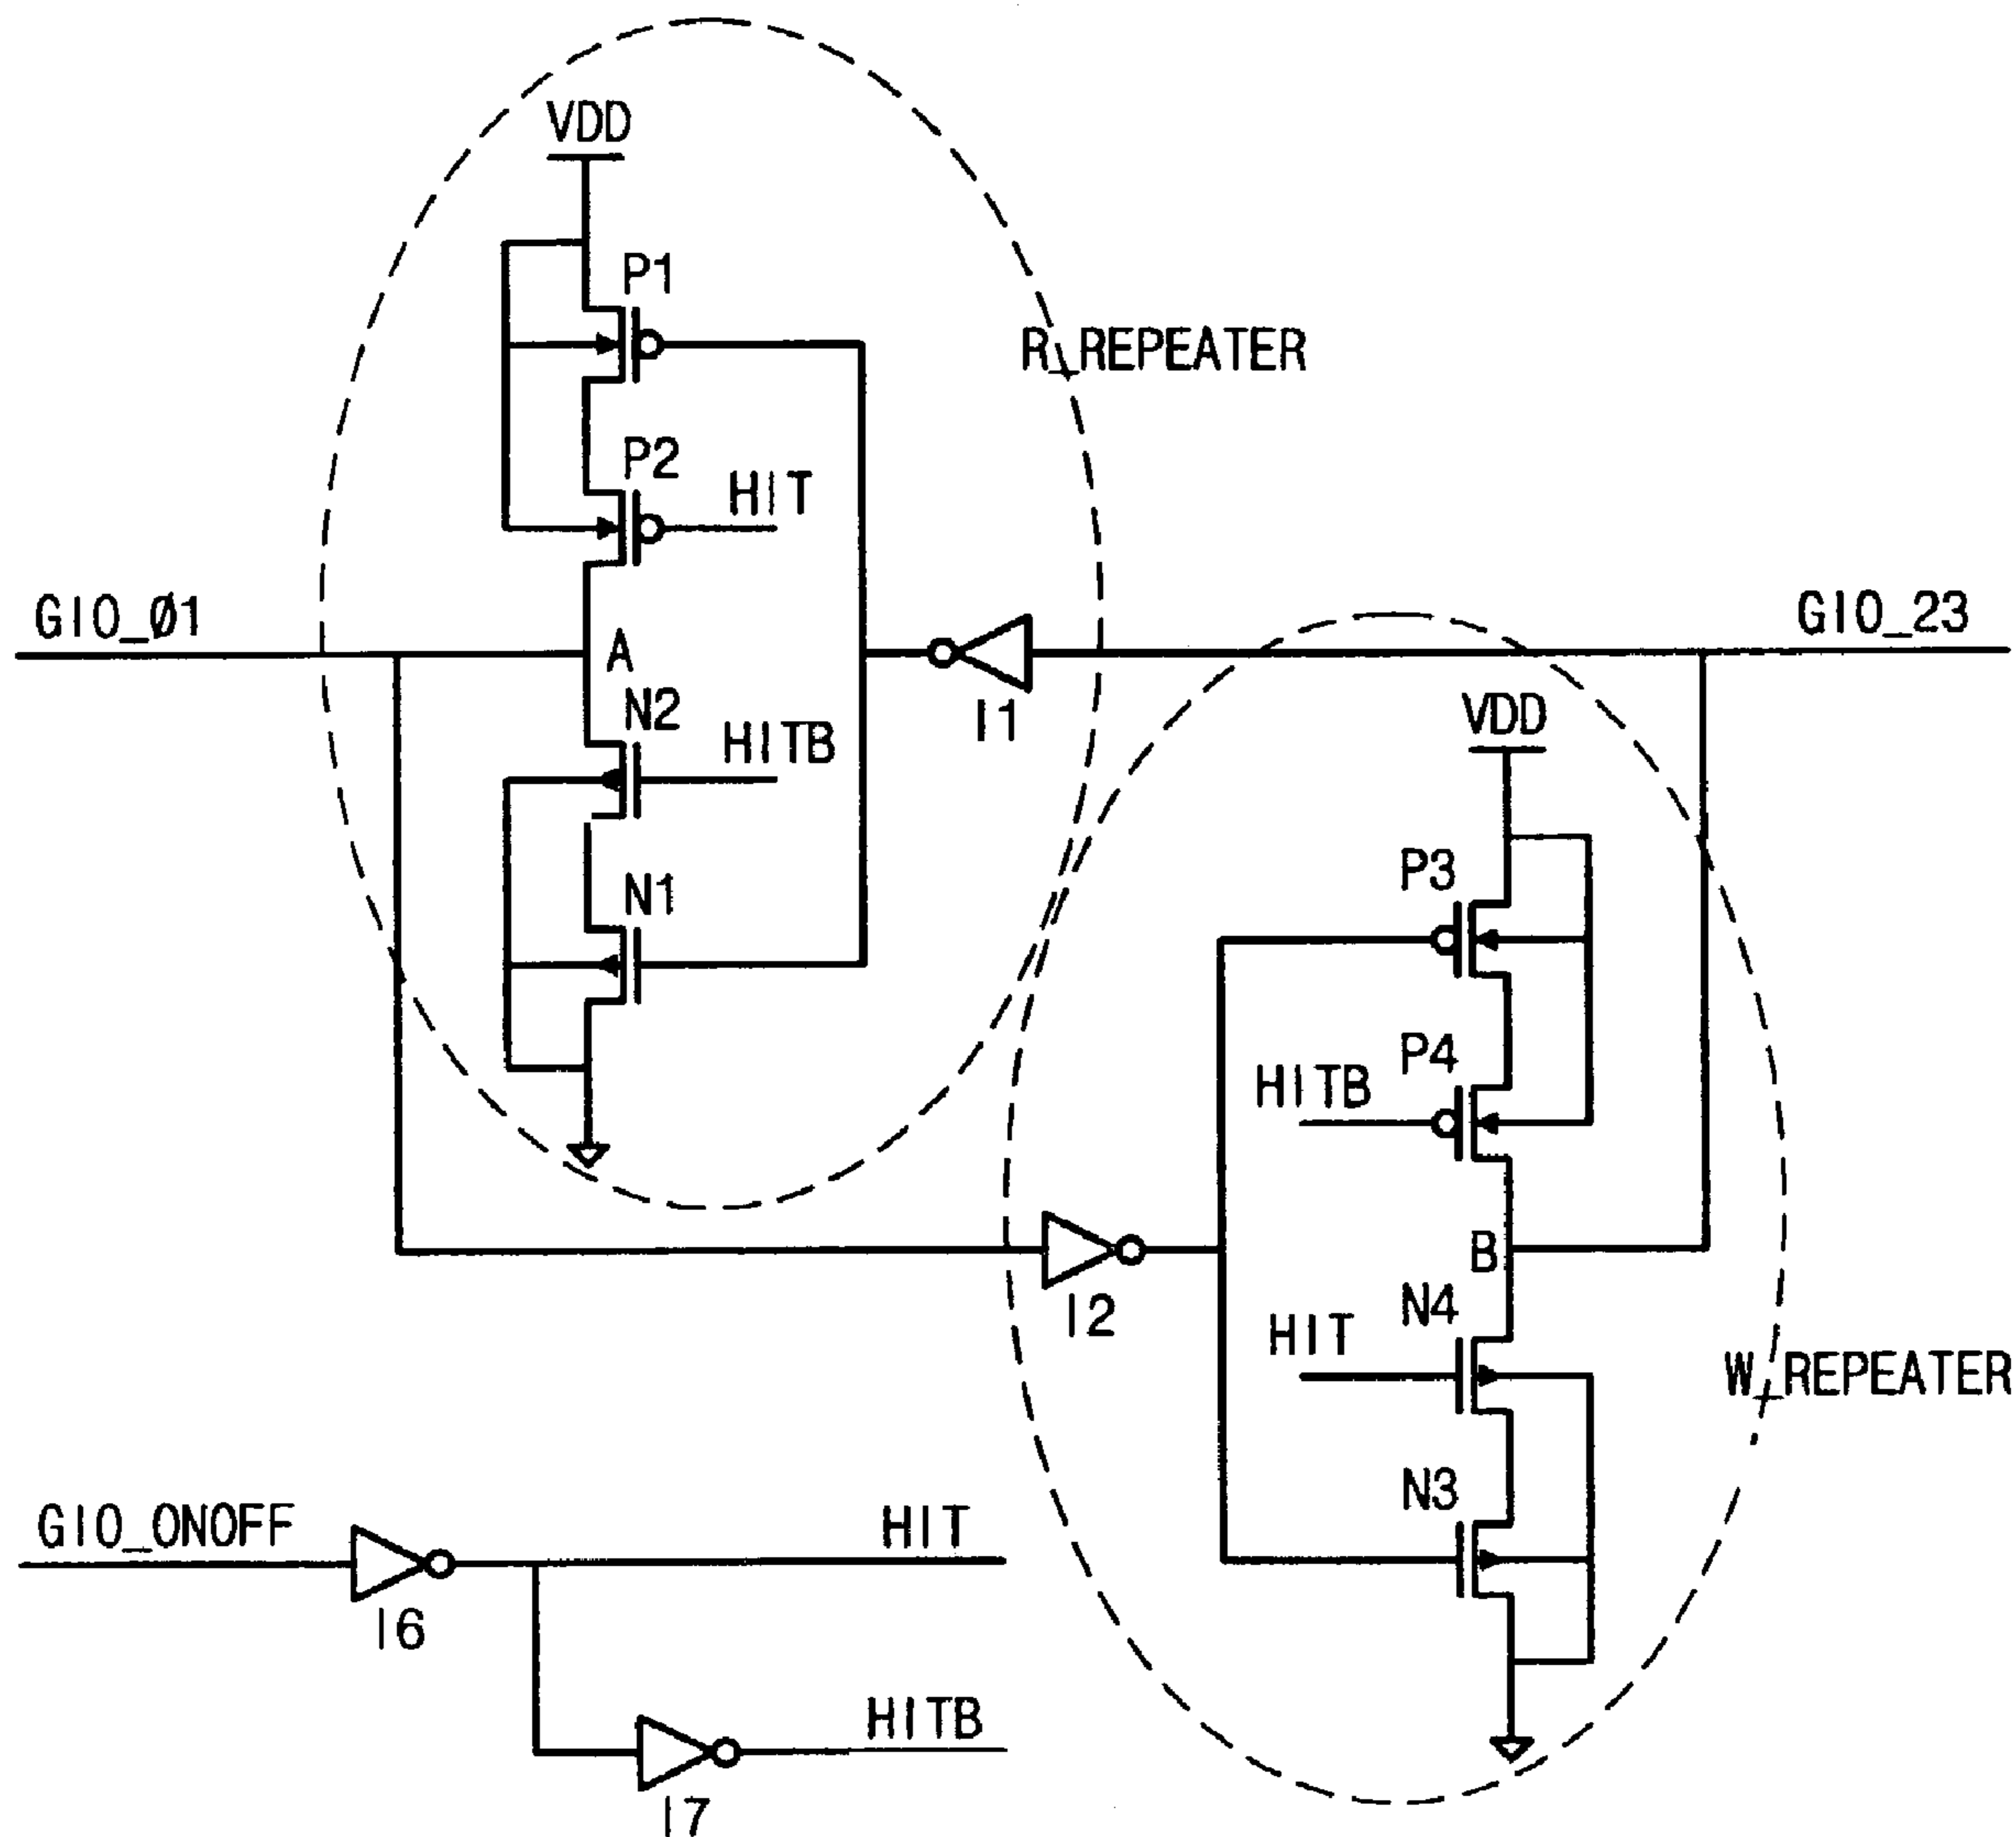 VDD
P1
R_REPEATER
P2
HIT
GIO_Ø1
GIO_23
A
N2
HITB
I1
VDD
N1
P3
P4
HITB
B
I2
N4
HIT
W_REPEATER
N3
GIO_ONOFF
HIT
I6
HITB
I7